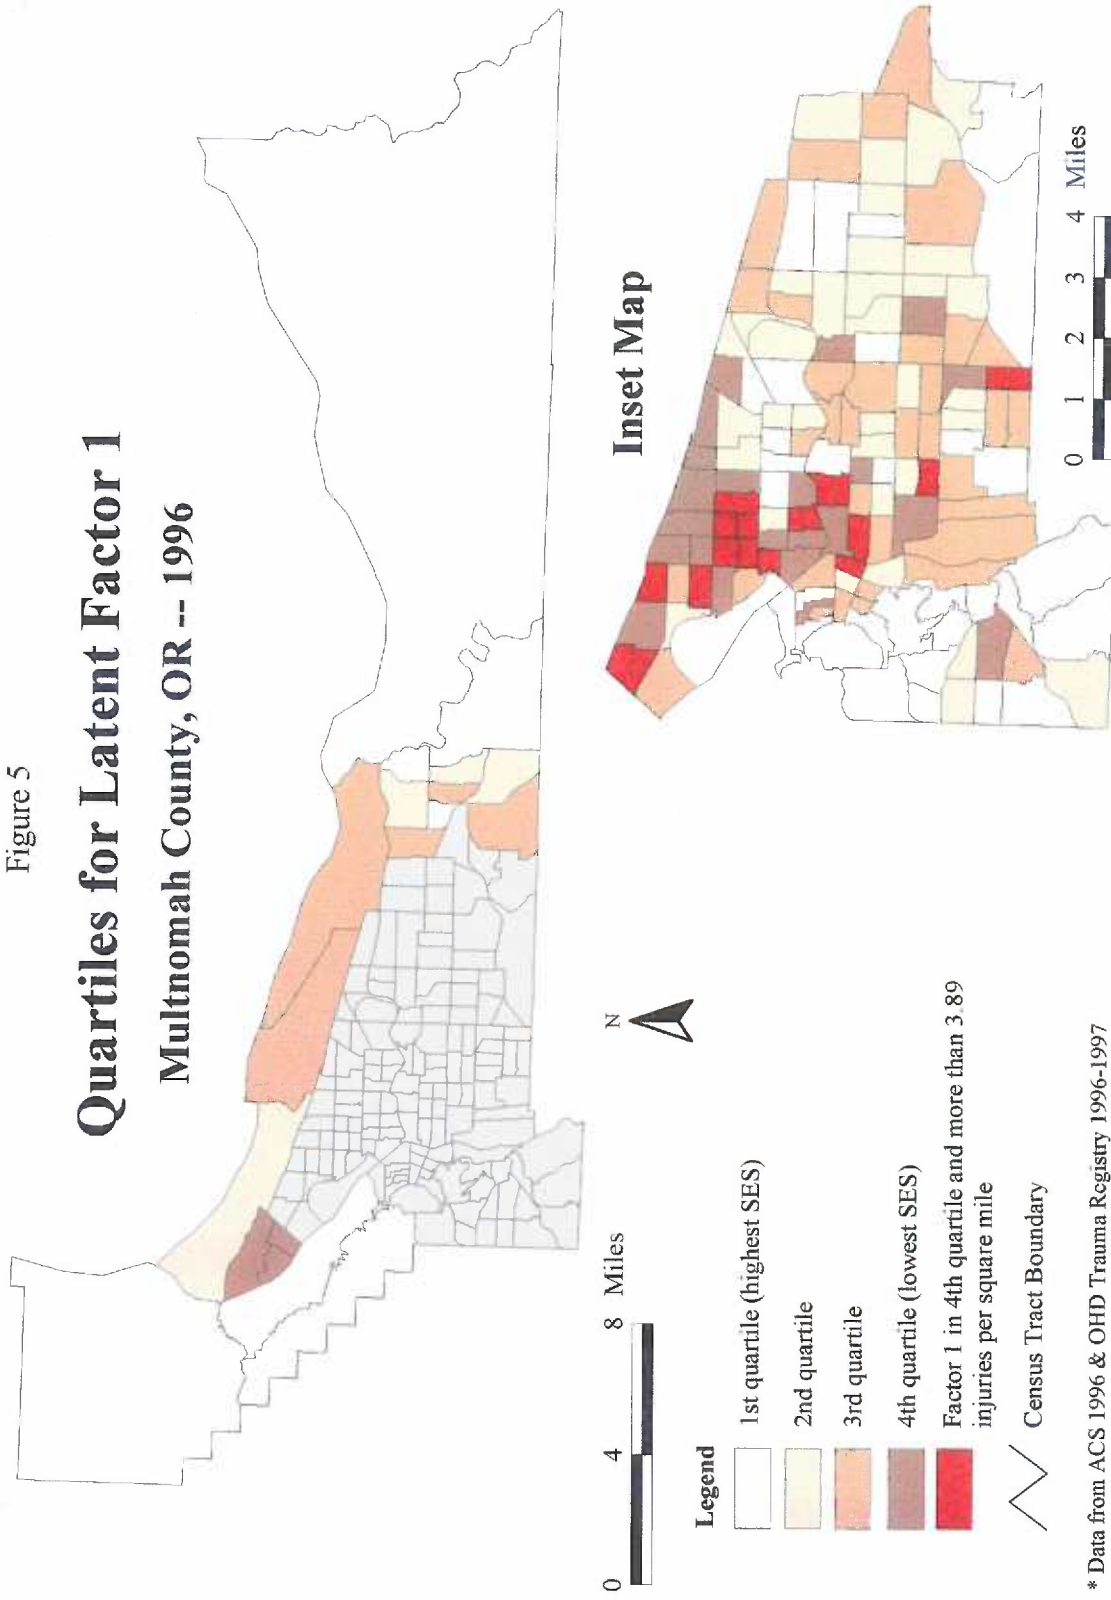 Figure 5
Quartiles for Latent Factor 1
Multnomah County, OR -- 1996
0 4 8 Miles
N
Inset Map
0 1 2 3 4 Miles
Legend
1st quartile (highest SES)
2nd quartile
3rd quartile
4th quartile (lowest SES)
Factor 1 in 4th quartile and more than 3.89
injuries per square mile
Census Tract Boundary
* Data from ACS 1996 & OHD Trauma Registry 1996-1997